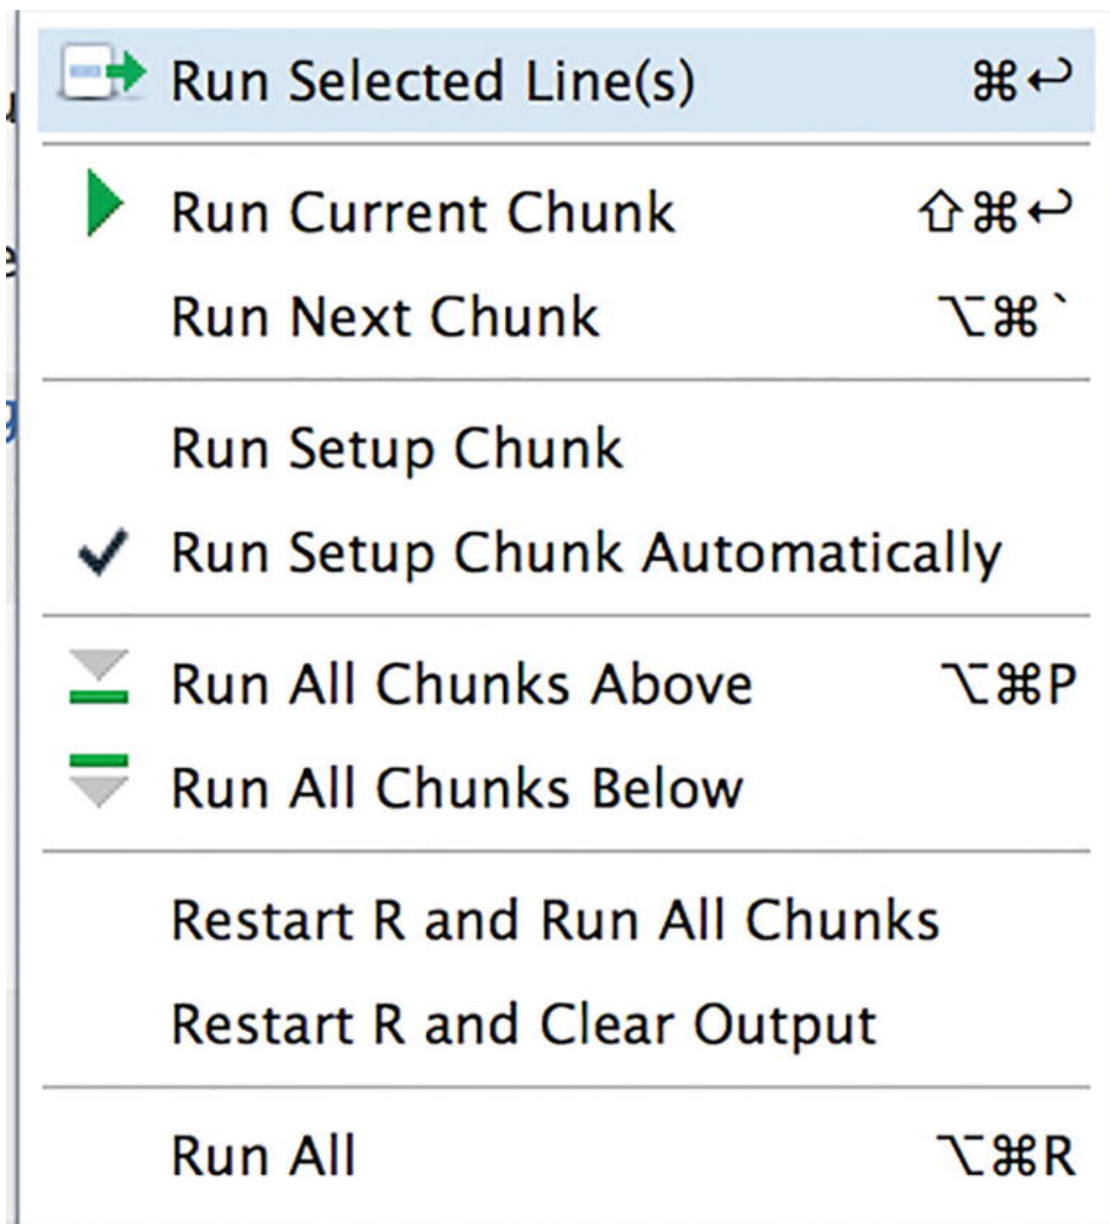 Run Selected Line(s) ⌘↩
Run Current Chunk ⇧⌘↩
Run Next Chunk ⌥⌘`
Run Setup Chunk
Run Setup Chunk Automatically
Run All Chunks Above ⌥⌘P
Run All Chunks Below
Restart R and Run All Chunks
Restart R and Clear Output
Run All ⌥⌘R